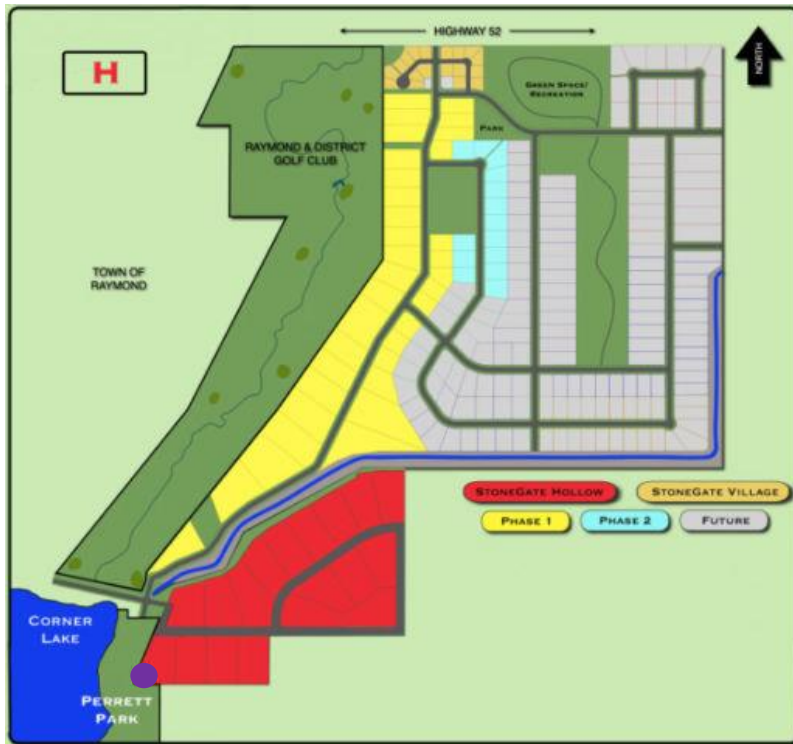 HIGHWAY 52
H
NORTH
GREEN SPACE/
RECREATION
PARK
RAYMOND & DISTRICT
GOLF CLUB
TOWN OF
RAYMOND
STONEGATE HOLLOW
STONEGATE VILLAGE
PHASE 1
PHASE 2
FUTURE
CORNER
LAKE
PERRETT
PARK